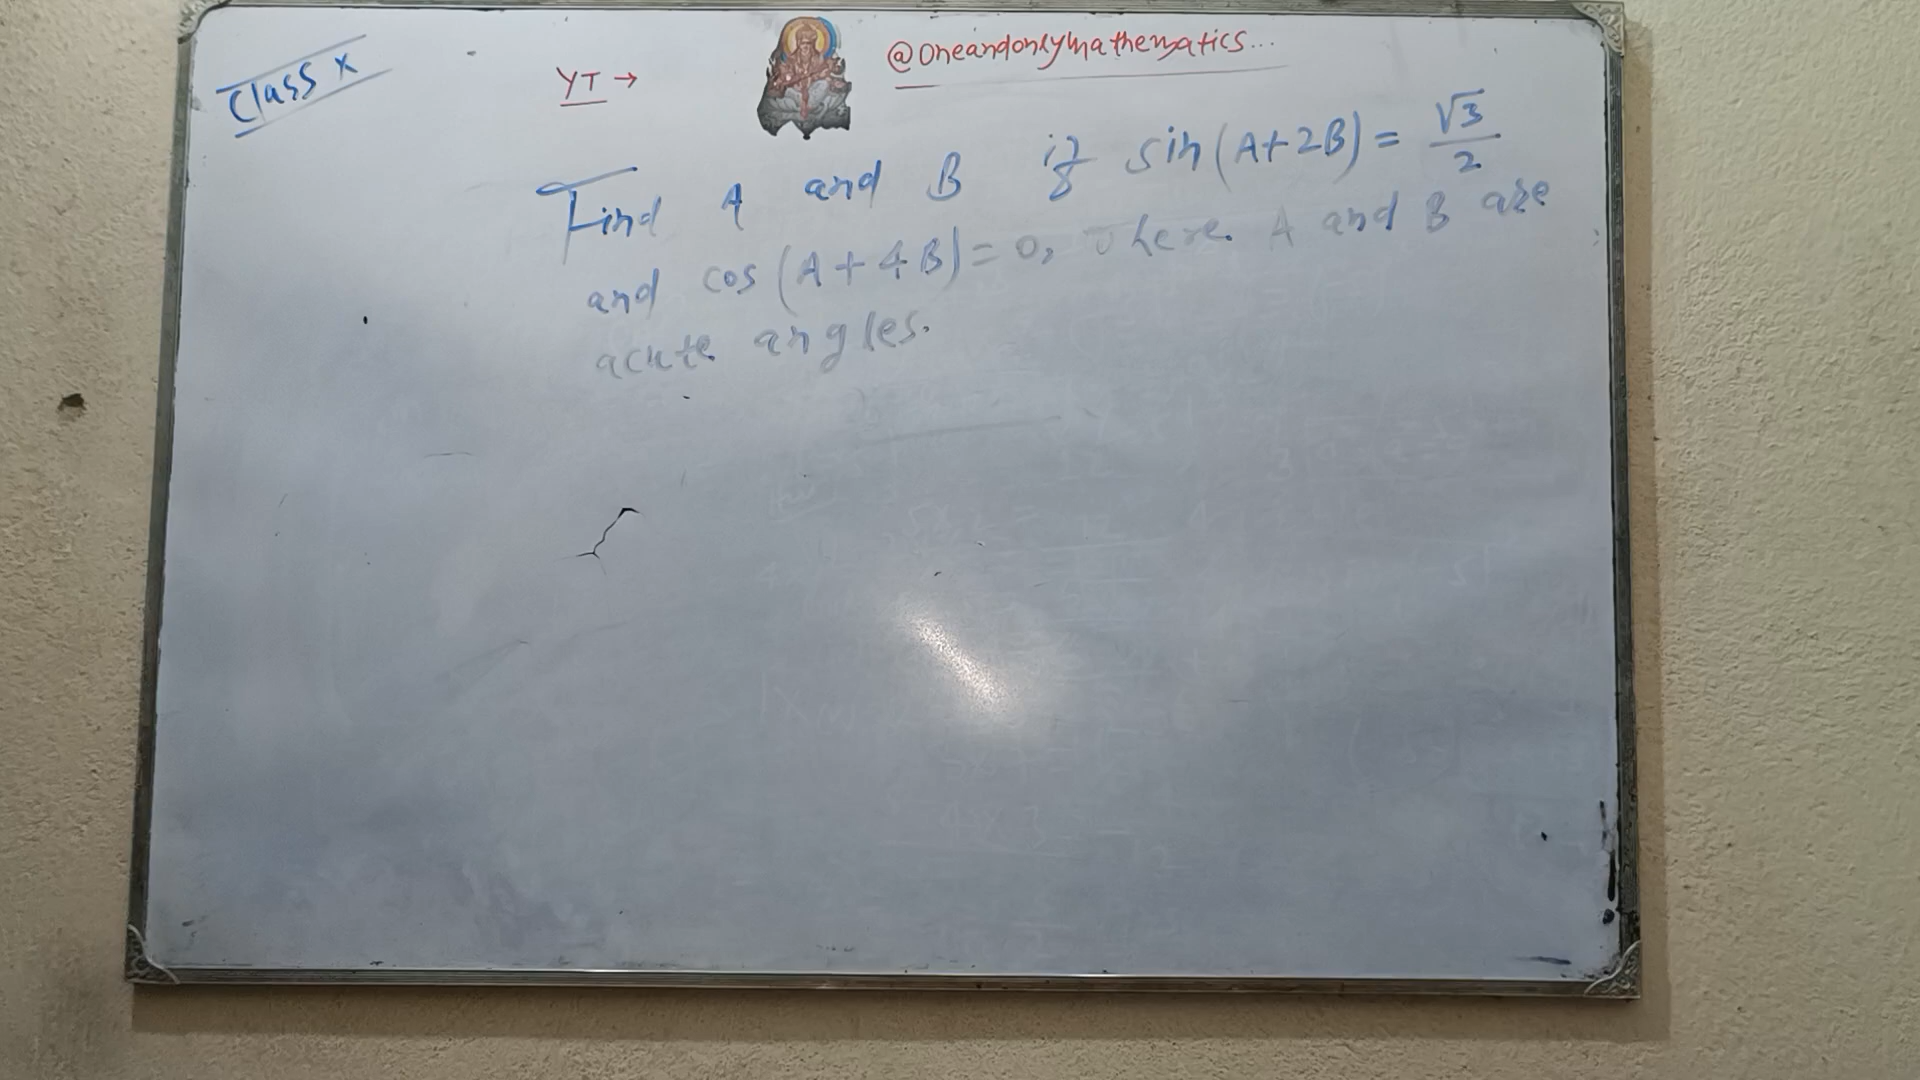 Class X
YT → @Oneandonlymathematics...
Find A and B if sin(A+2B) = √3/2
and cos(A+4B)=0, where A and B are
acute angles.